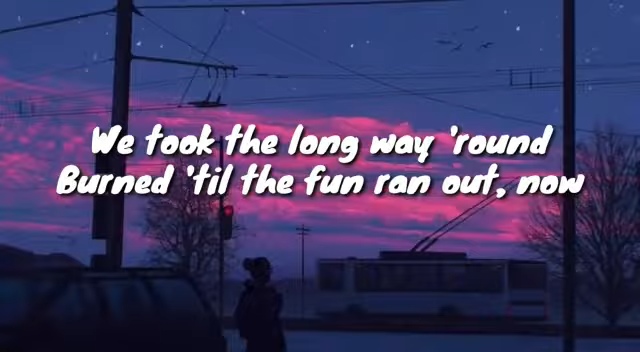 We took the long way 'round
Burned 'til the fun ran out, now